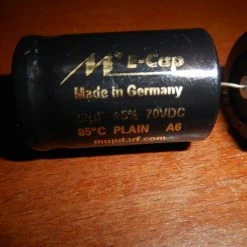 M E-Cap
Made in Germany
±5% 70VDC
85°C PLAIN A6
mundorf.com